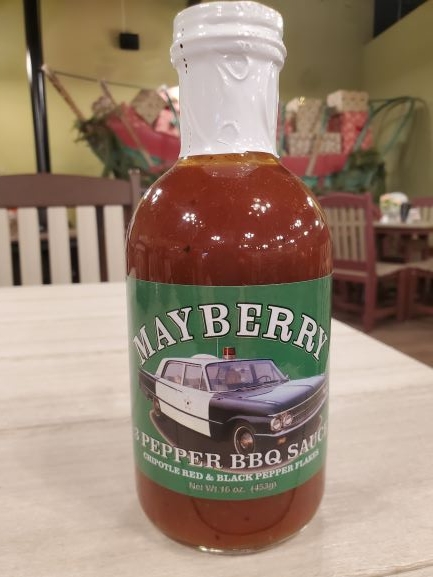 MAYBERRY
3 PEPPER BBQ SAUCE
CHIPOTLE RED & BLACK PEPPER FLAKES
Net Wt 16 oz. (453g)